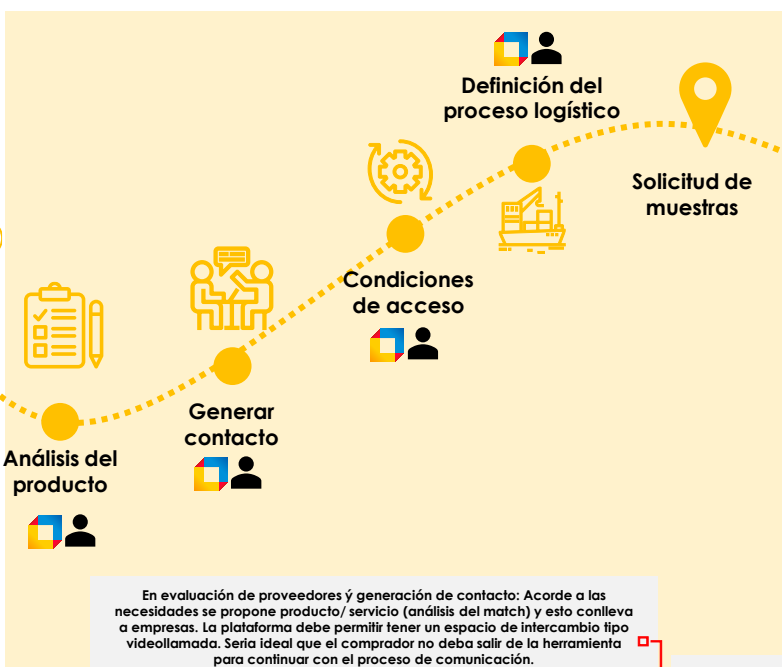 Definición del
proceso logístico
Solicitud de
muestras
Condiciones
de acceso
Generar
contacto
Análisis del
producto
En evaluación de proveedores ý generación de contacto: Acorde a las
necesidades se propone producto/ servicio (análisis del match) y esto conlleva
a empresas. La plataforma debe permitir tener un espacio de intercambio tipo
videollamada. Seria ideal que el comprador no deba salir de la herramienta
para continuar con el proceso de comunicación.